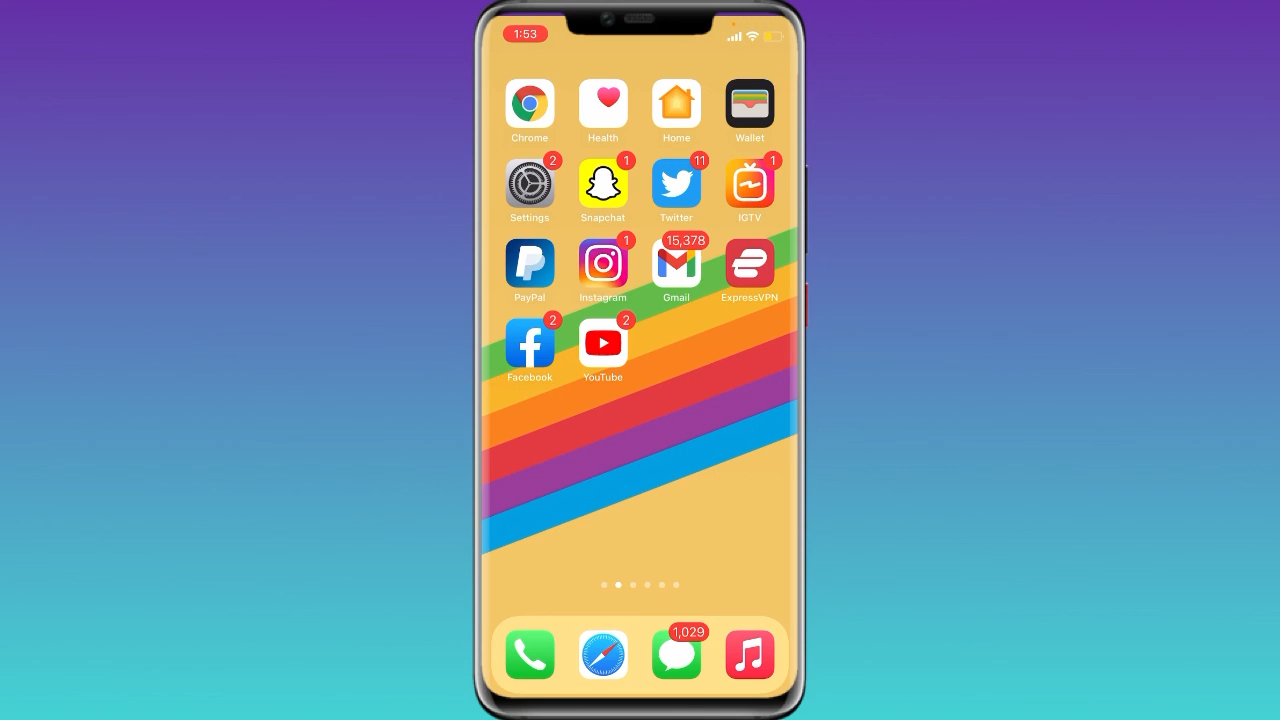 1:53
Chrome Health Home Wallet
2 1 11 1
Settings Snapchat Twitter IGTV
1 15,378
PayPal Instagram Gmail ExpressVPN
2 2
Facebook YouTube
1,029